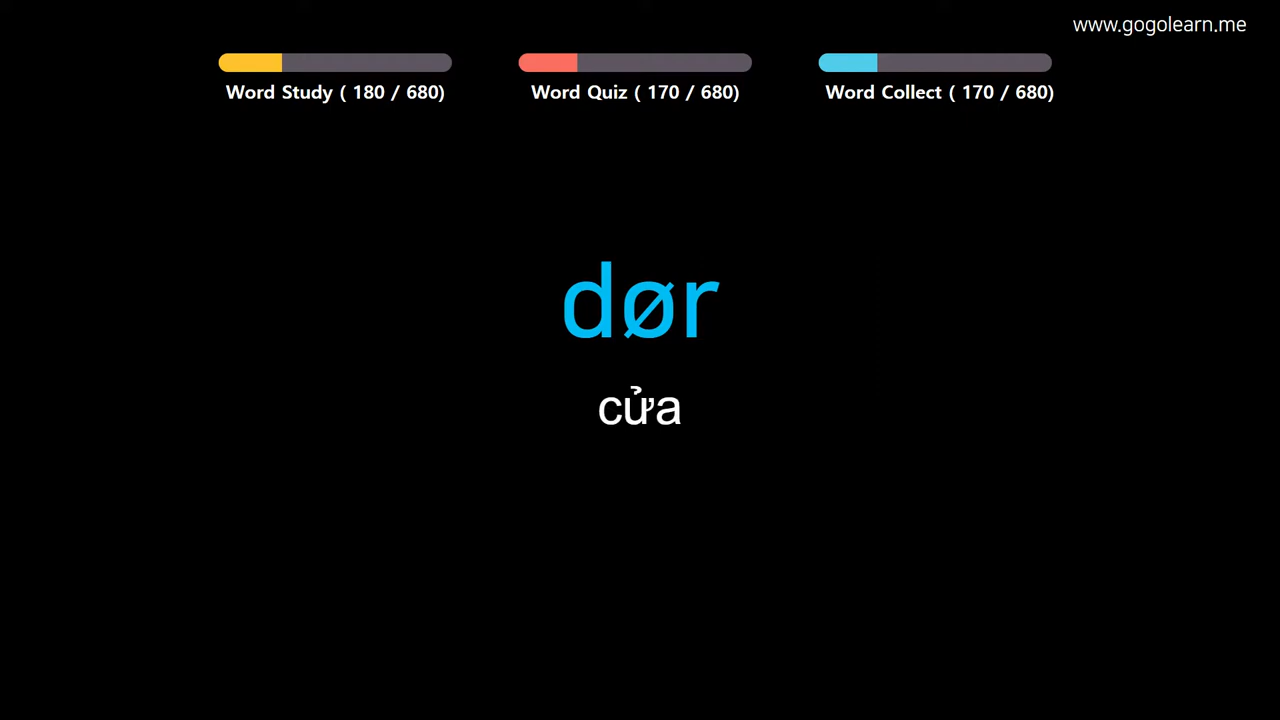 www.gogolearn.me
Word Study ( 180 / 680)
Word Quiz ( 170 / 680)
Word Collect ( 170 / 680)
dør
cửa